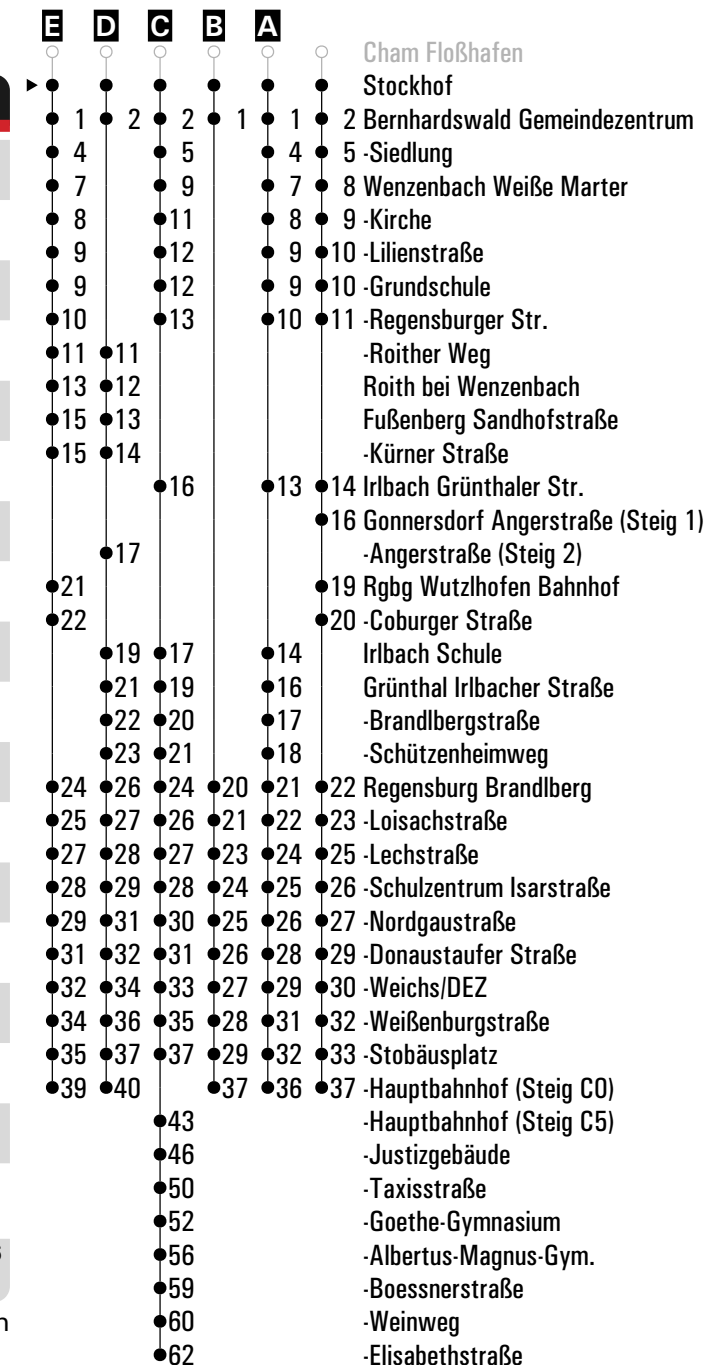 E D C B A
Cham Floßhafen
Stockhof
1 2 2 1 1 2 Bernhardswald Gemeindezentrum
4 5 4 5 -Siedlung
7 9 7 8 Wenzenbach Weiße Marter
8 11 8 9 -Kirche
9 12 9 10 -Lilienstraße
9 12 9 10 -Grundschule
10 13 10 11 -Regensburger Str.
11 11 -Roither Weg
13 12 Roith bei Wenzenbach
15 13 Fußenberg Sandhofstraße
15 14 -Kürner Straße
16 13 14 Irlbach Grünthaler Str.
16 Gonnersdorf Angerstraße (Steig 1)
17 -Angerstraße (Steig 2)
21 19 Rgbg Wutzlhofen Bahnhof
22 20 -Coburger Straße
19 17 14 Irlbach Schule
21 19 16 Grünthal Irlbacher Straße
22 20 17 -Brandlbergstraße
23 21 18 -Schützenheimweg
24 26 24 20 21 22 Regensburg Brandlberg
25 27 26 21 22 23 -Loisachstraße
27 28 27 23 24 25 -Lechstraße
28 29 28 24 25 26 -Schulzentrum Isarstraße
29 31 30 25 26 27 -Nordgaustraße
31 32 31 26 28 29 -Donaustaufer Straße
32 34 33 27 29 30 -Weichs/DEZ
34 36 35 28 31 32 -Weißenburgstraße
35 37 37 29 32 33 -Stobäusplatz
39 40 37 36 37 -Hauptbahnhof (Steig C0)
43 -Hauptbahnhof (Steig C5)
46 -Justizgebäude
50 -Taxisstraße
52 -Goethe-Gymnasium
56 -Albertus-Magnus-Gym.
59 -Boessnerstraße
60 -Weinweg
62 -Elisabethstraße